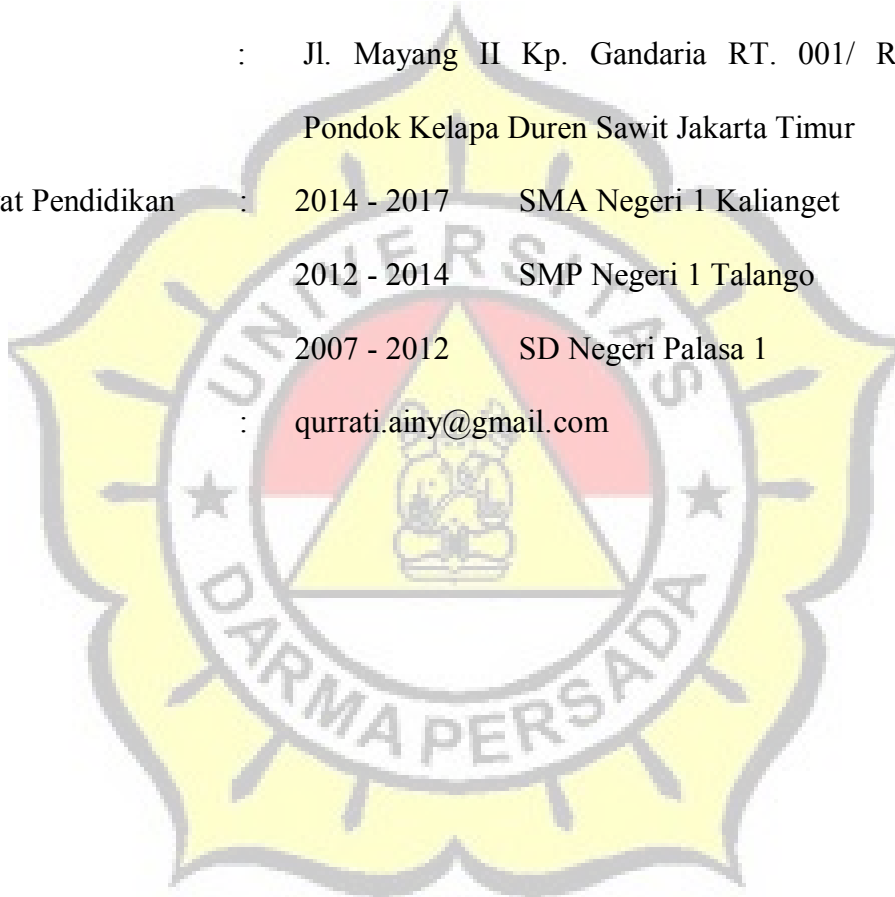 : Jl. Mayang II Kp. Gandaria RT. 001/ R
Pondok Kelapa Duren Sawit Jakarta Timur
at Pendidikan : 2014 - 2017 SMA Negeri 1 Kalianget
2012 - 2014 SMP Negeri 1 Talango
2007 - 2012 SD Negeri Palasa 1
: qurrati.ainy@gmail.com
UNIVERSITAS
DARMA PERSADA